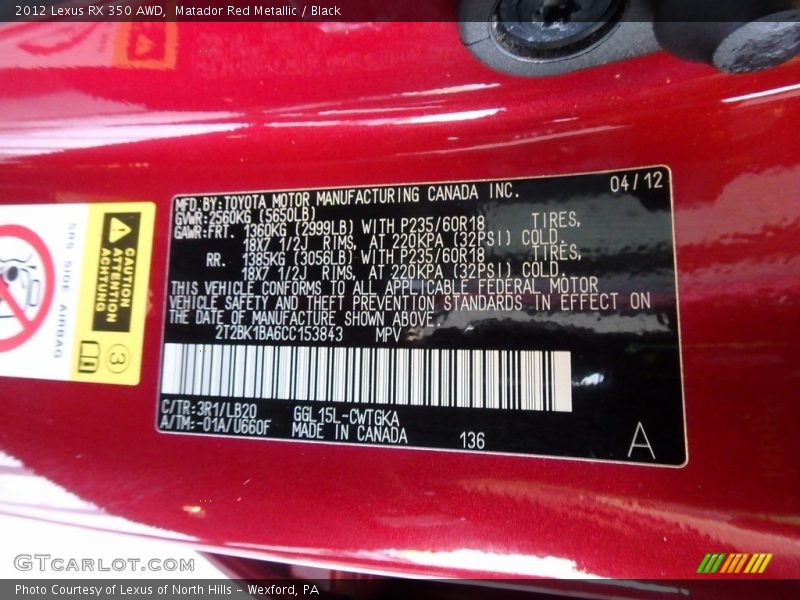 2012 Lexus RX 350 AWD,  Matador Red Metallic / Black
MFD.BY:TOYOTA MOTOR MANUFACTURING CANADA INC. 04/12
GVWR:2560KG (5650LB)
GAWR:FRT. 1360KG (2999LB) WITH P235/60R18 TIRES,
18X7 1/2J RIMS, AT 220KPA (32PSI) COLD.
RR. 1385KG (3056LB) WITH P235/60R18 TIRES,
18X7 1/2J RIMS, AT 220KPA (32PSI) COLD.
THIS VEHICLE CONFORMS TO ALL APPLICABLE FEDERAL MOTOR
VEHICLE SAFETY AND THEFT PREVENTION STANDARDS IN EFFECT ON
THE DATE OF MANUFACTURE SHOWN ABOVE.
2T2BK1BA6CC153843 MPV
C/TR:3R1/LB20 GGL15L-CWTGKA
A/TM:-01A/U660F MADE IN CANADA 136 A
SRS SIDE AIRBAG
CAUTION
ATTENTION
ACHTUNG
3
GTcarlot.com
Photo Courtesy of Lexus of North Hills – Wexford, PA